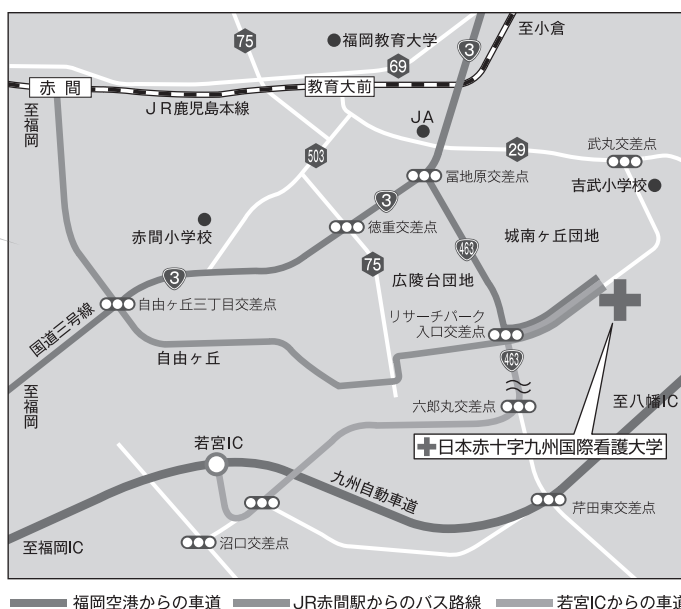 至小倉
75
福岡教育大学
3
69
赤間
教育大前
JR鹿児島本線
至福岡
JA
503
29
武丸交差点
冨地原交差点
吉武小学校
3
赤間小学校
徳重交差点
463
城南ヶ丘団地
75
広陵台団地
3
自由ヶ丘三丁目交差点
リサーチパーク
入口交差点
国道三号線
自由ヶ丘
463
至福岡
六郎丸交差点
至八幡IC
若宮IC
日本赤十字九州国際看護大学
九州自動車道
芹田東交差点
至福岡IC
沼口交差点
福岡空港からの車道
JR赤間駅からのバス路線
若宮ICからの車道